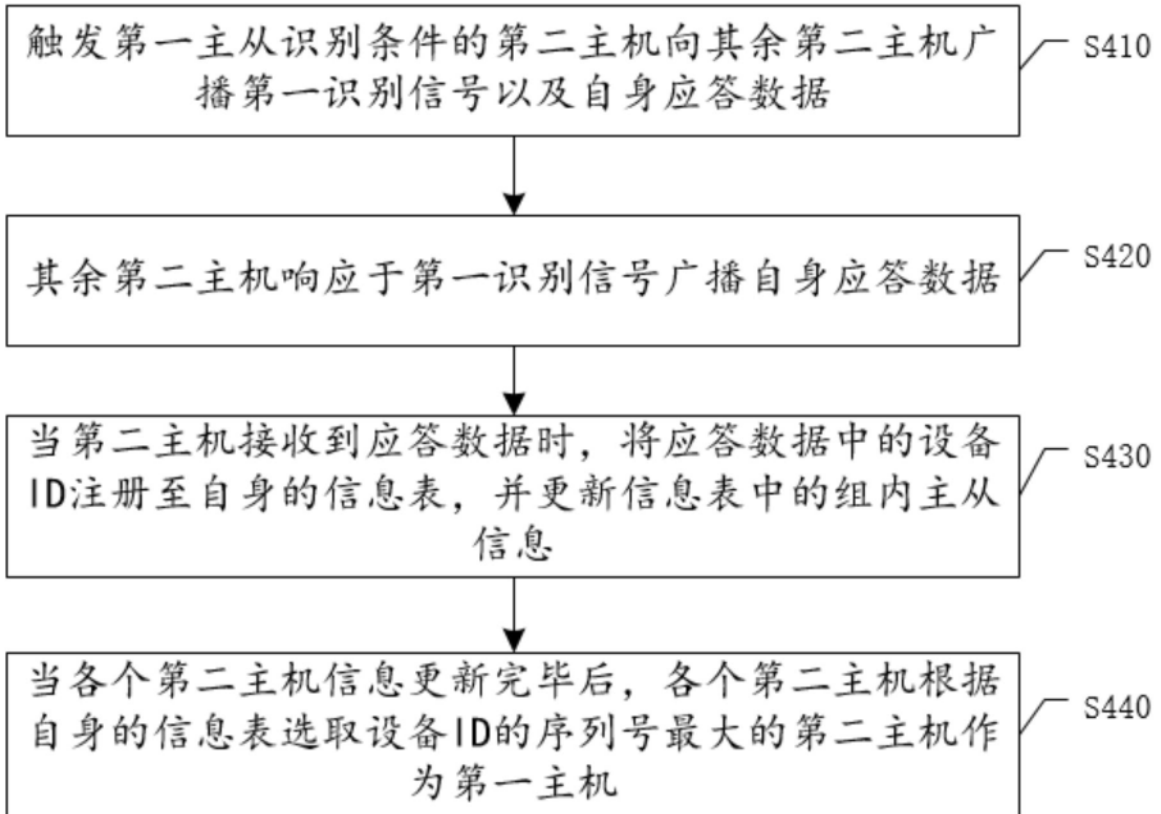 触发第一主从识别条件的第二主机向其余第二主机广
播第一识别信号以及自身应答数据
S410
其余第二主机响应于第一识别信号广播自身应答数据
S420
当第二主机接收到应答数据时，将应答数据中的设备
ID注册至自身的信息表，并更新信息表中的组内主从
信息
S430
当各个第二主机信息更新完毕后，各个第二主机根据
自身的信息表选取设备ID的序列号最大的第二主机作
为第一主机
S440